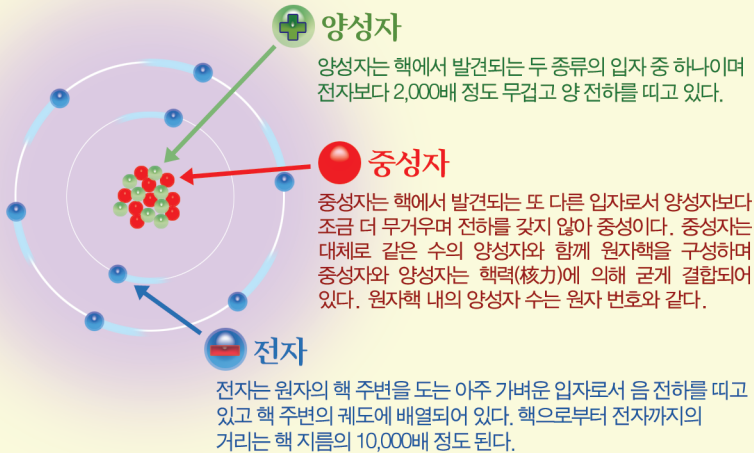 양성자
양성자는 핵에서 발견되는 두 종류의 입자 중 하나이며
전자보다 2,000배 정도 무겁고 양 전하를 띠고 있다.
중성자
중성자는 핵에서 발견되는 또 다른 입자로서 양성자보다
조금 더 무거우며 전하를 갖지 않아 중성이다. 중성자는
대체로 같은 수의 양성자와 함께 원자핵을 구성하며
중성자와 양성자는 핵력(核力)에 의해 굳게 결합되어
있다. 원자핵 내의 양성자 수는 원자 번호와 같다.
전자
전자는 원자의 핵 주변을 도는 아주 가벼운 입자로서 음 전하를 띠고
있고 핵 주변의 궤도에 배열되어 있다. 핵으로부터 전자까지의
거리는 핵 지름의 10,000배 정도 된다.